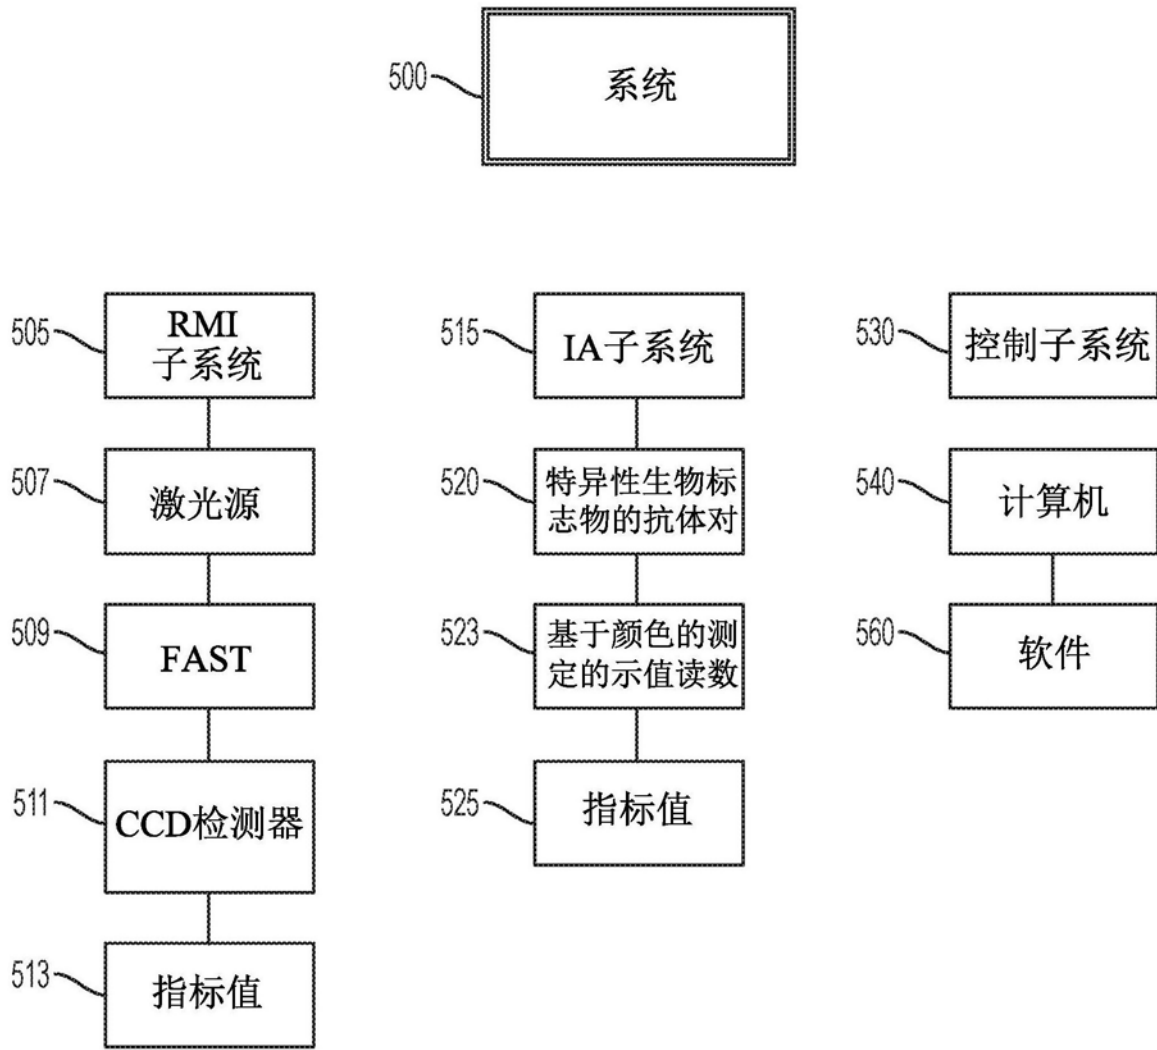 500
系统
505
RMI
子系统
515
IA子系统
530
控制子系统
507
激光源
520
特异性生物标
志物的抗体对
540
计算机
509
FAST
523
基于颜色的测
定的示值读数
560
软件
511
CCD检测器
525
指标值
513
指标值